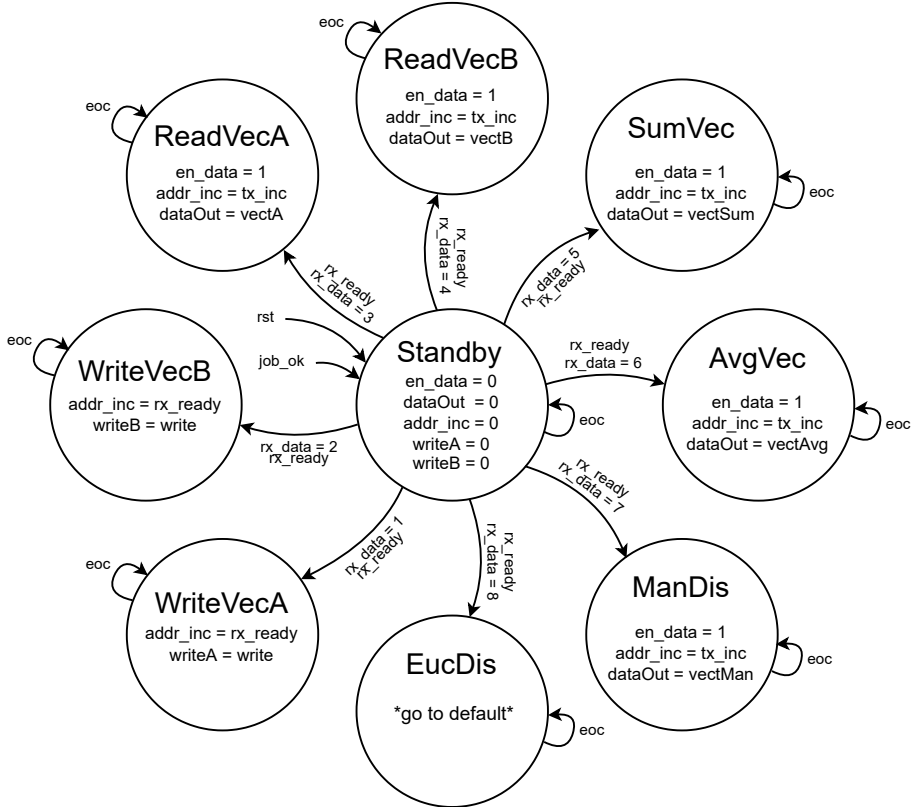 eoc
ReadVecB
en_data = 1
addr_inc = tx_inc
dataOut = vectB
eoc
ReadVecA
en_data = 1
addr_inc = tx_inc
dataOut = vectA
SumVec
en_data = 1
addr_inc = tx_inc
dataOut = vectSum
eoc
rx_ready
rx_data = 4
rx_ready
rx_data = 3
rx_data = 5
rx_ready
rst
job_ok
eoc
WriteVecB
addr_inc = rx_ready
writeB = write
Standby
en_data = 0
dataOut = 0
addr_inc = 0
writeA = 0
writeB = 0
eoc
rx_ready
rx_data = 6
AvgVec
en_data = 1
addr_inc = tx_inc
dataOut = vectAvg
eoc
rx_data = 2
rx_ready
rx_data = 1
rx_ready
rx_ready
rx_data = 8
rx_ready
rx_data = 7
eoc
WriteVecA
addr_inc = rx_ready
writeA = write
EucDis
*go to default*
eoc
ManDis
en_data = 1
addr_inc = tx_inc
dataOut = vectMan
eoc